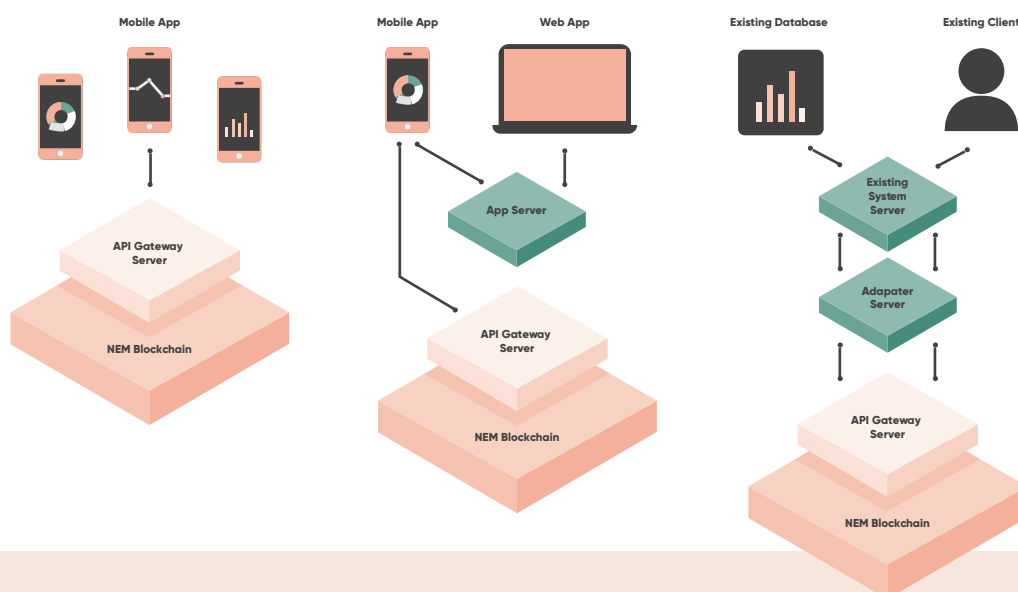 Mobile App
API Gateway
Server
NEM Blockchain
Mobile App
Web App
App Server
API Gateway
Server
NEM Blockchain
Existing Database
Existing Client
Existing
System
Server
Adapater
Server
API Gateway
Server
NEM Blockchain